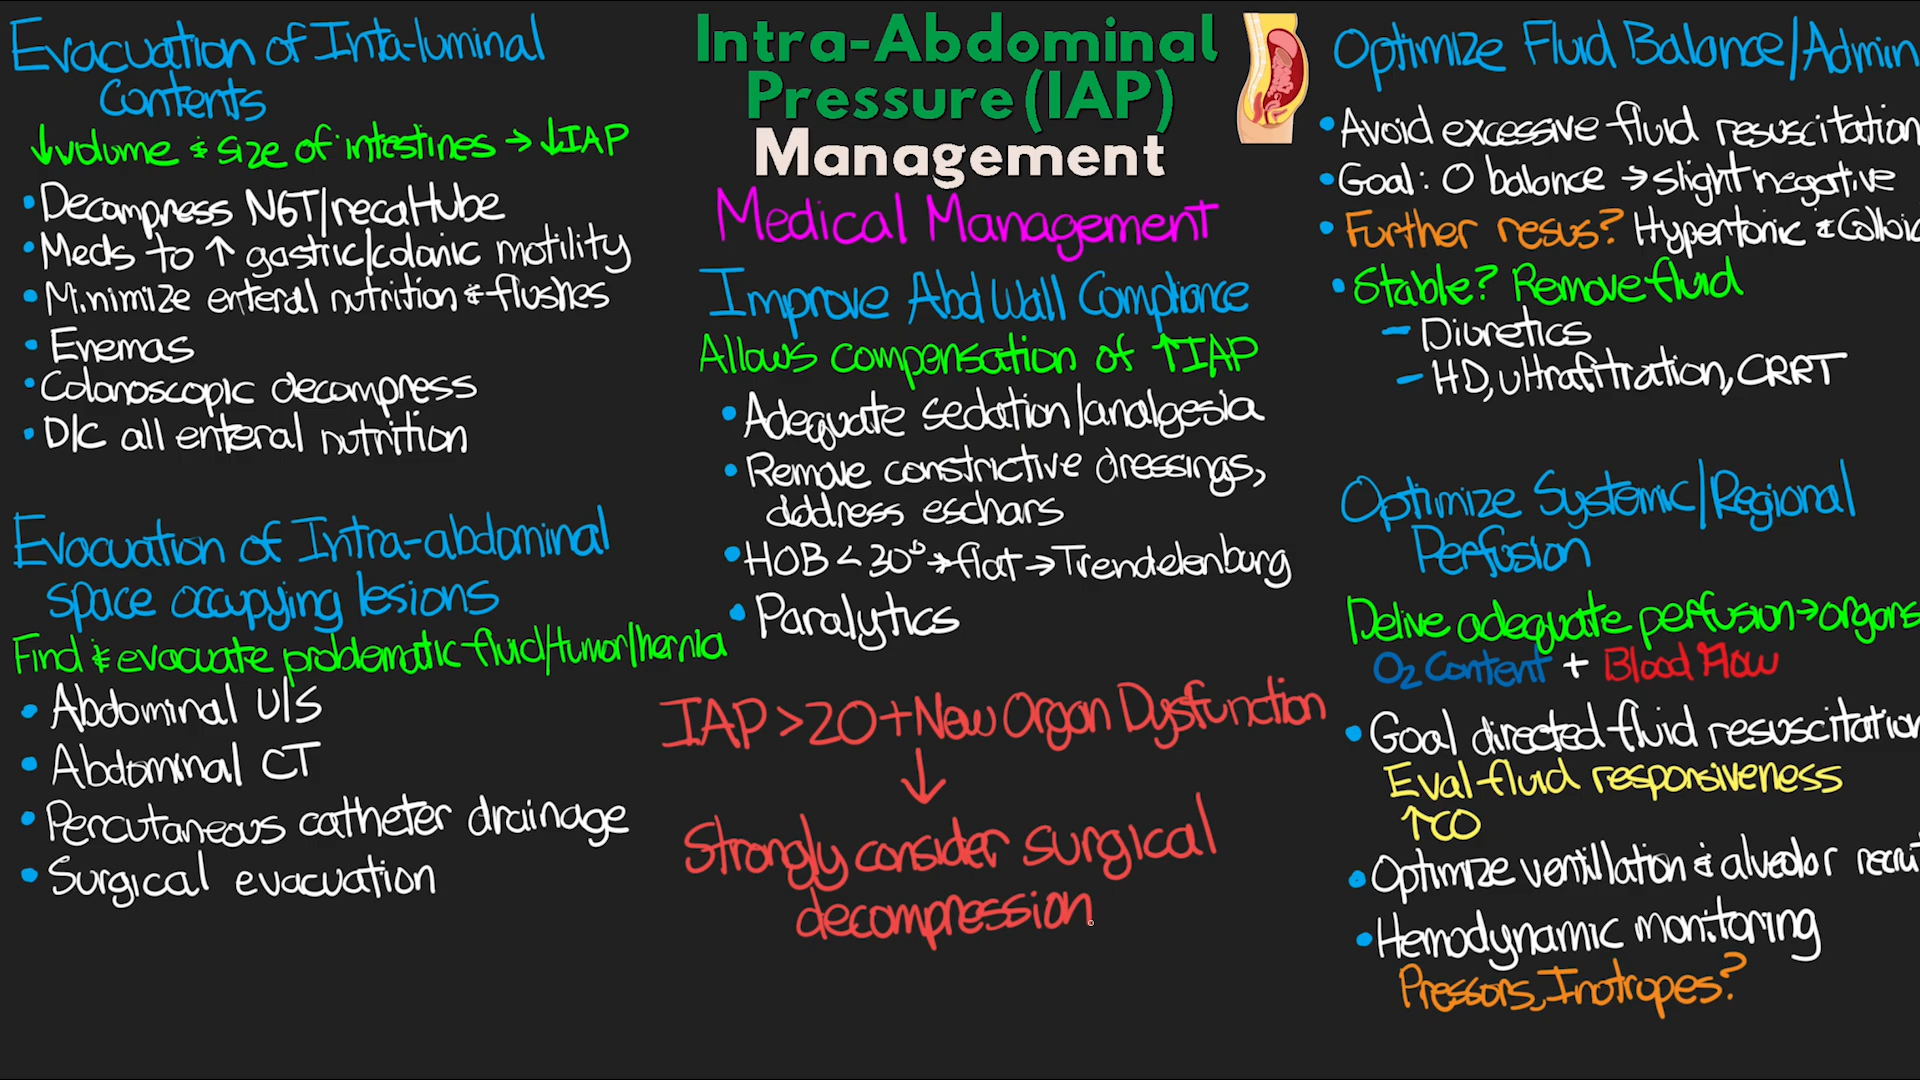 Evacuation of Inta-luminal
Contents
↓volume & size of intestines → ↓IAP
• Decompress NGT/recal tube
• Meds to ↑ gastric/colonic motility
• Minimize enteral nutrition & flushes
• Enemas
• Colonoscopic decompress
• D/C all enteral nutrition
Evacuation of Intra-abdominal
space occupying lesions
Find & evacuate problematic fluid/tumor/hernia
• Abdominal U/S
• Abdominal CT
• Percutaneous catheter drainage
• Surgical evacuation
Intra-Abdominal
Pressure (IAP)
Management
Medical Management
Improve Abd Wall Compliance
Allows compensation of ↑IAP
• Adequate sedation/analgesia
• Remove constrictive dressings,
address eschars
• HOB < 30° → flat → Trendelenburg
• Paralytics
IAP > 20 + New Organ Dysfunction
↓
Strongly consider surgical
decompression
Optimize Fluid Balance/Admin
• Avoid excessive fluid resuscitation
• Goal: 0 balance → slight negative
• Further resus? Hypertonic & Colloid
• Stable? Remove fluid
- Diuretics
- HD, ultrafiltration, CRRT
Optimize Systemic/Regional
Perfusion
Delive adequate perfusion → organs
O2 Content + Blood Flow
• Goal directed fluid resuscitation
Eval fluid responsiveness
↑CO
• Optimize ventillation & alveolar recruit
• Hemodynamic monitoring
Pressors, Inotropes?